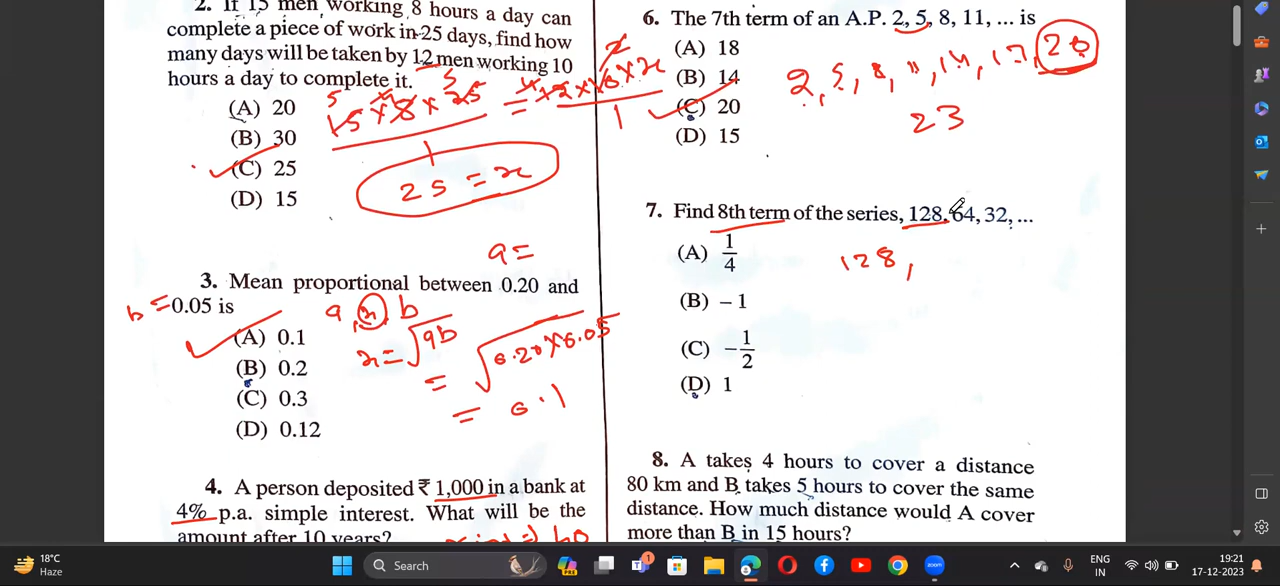 2. If 15 men working 8 hours a day can
complete a piece of work in 25 days, find how
many days will be taken by 12 men working 10
hours a day to complete it.
(A) 20
(B) 30
(C) 25
(D) 15
25 = x
a =
3. Mean proportional between 0.20 and
b = 0.05 is
(A) 0.1
(B) 0.2
(C) 0.3
(D) 0.12
a, x, b
x = √ab
= √0.20 x 0.05
= 0.1
4. A person deposited ₹ 1,000 in a bank at
4% p.a. simple interest. What will be the
amount after 10 years?
6. The 7th term of an A.P. 2, 5, 8, 11, ... is
(A) 18
(B) 14
(C) 20
(D) 15
2, 5, 8, 11, 14, 17, 20
23
7. Find 8th term of the series, 128, 64, 32, ...
(A) 1/4
(B) – 1
(C) –1/2
(D) 1
128,
8. A takes 4 hours to cover a distance
80 km and B takes 5 hours to cover the same
distance. How much distance would A cover
more than B in 15 hours?
18°C
Haze
Search
1
ENG
IN
19:21
17-12-2023
zoom